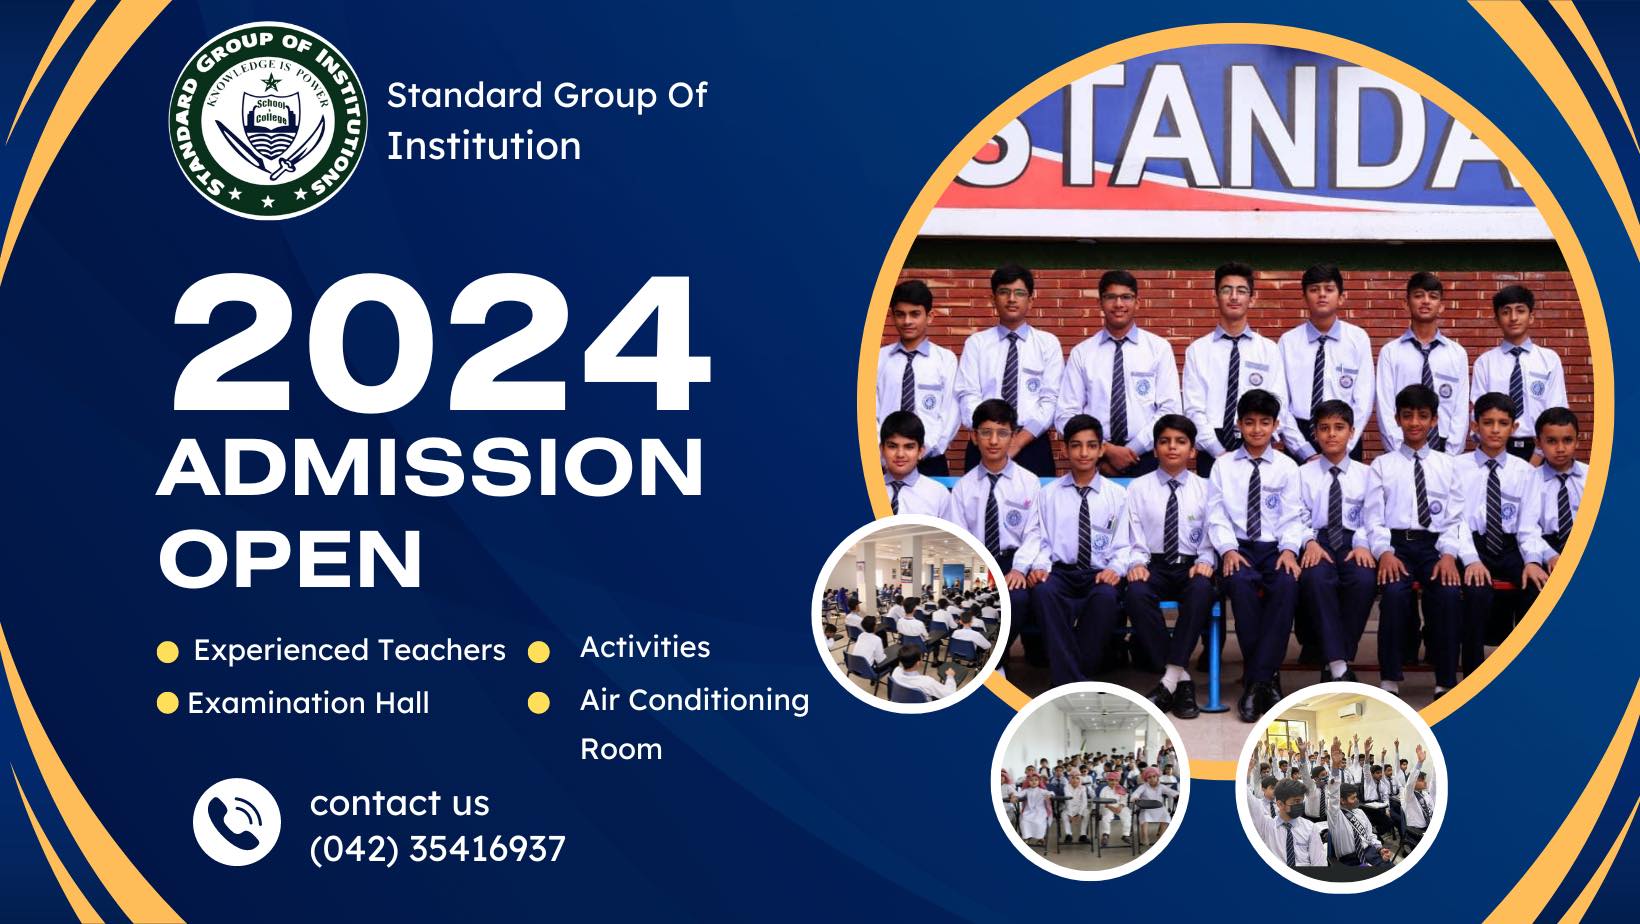 STANDARD GROUP OF INSTITUTIONS
KNOWLEDGE IS POWER
School
College
Standard Group Of
Institution
STANDA
2024
ADMISSION
OPEN
Experienced Teachers
Activities
Examination Hall
Air Conditioning
Room
contact us
(042) 35416937